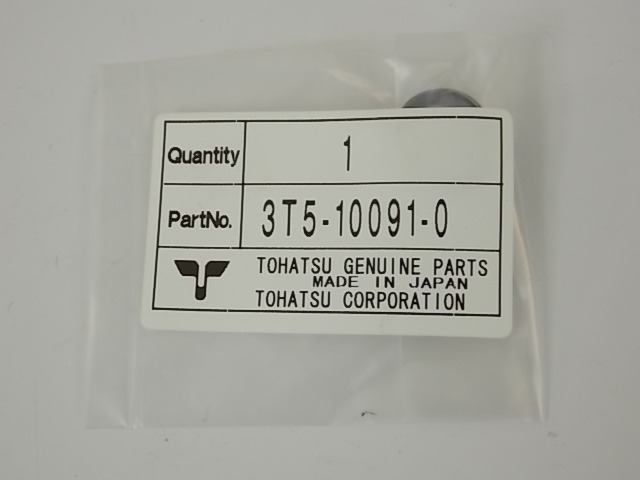 Quantity 1
PartNo. 3T5-10091-0
TOHATSU GENUINE PARTS
MADE IN JAPAN
TOHATSU CORPORATION